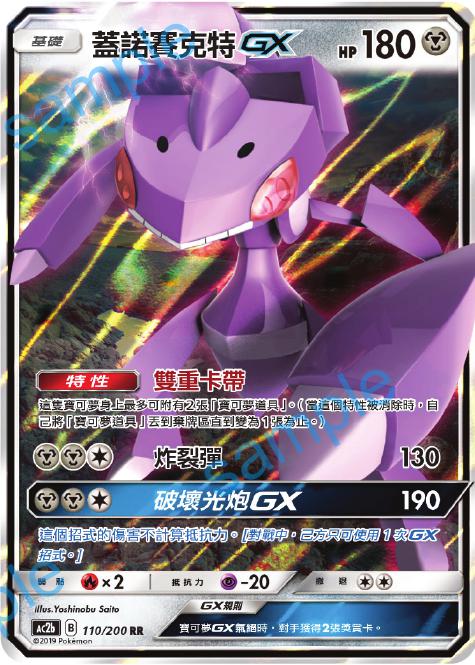 基礎 蓋諾賽克特GX HP 180
特性 雙重卡帶
這隻寶可夢身上最多可附有2張「寶可夢道具」。(當這個特性被消除時,自
己將「寶可夢道具」丟到棄牌區直到變為1張為止。)
炸裂彈 130
破壞光炮GX 190
這個招式的傷害不計算抵抗力。[對戰中,己方只可使用1次GX
招式。]
弱點 ×2 抵抗力 -20 撤退
illus.Yoshinobu Saito GX規則
ac2b B 110/200 RR 寶可夢GX氣絕時,對手獲得2張獎賞卡。
©2019 Pokémon
sample
sample